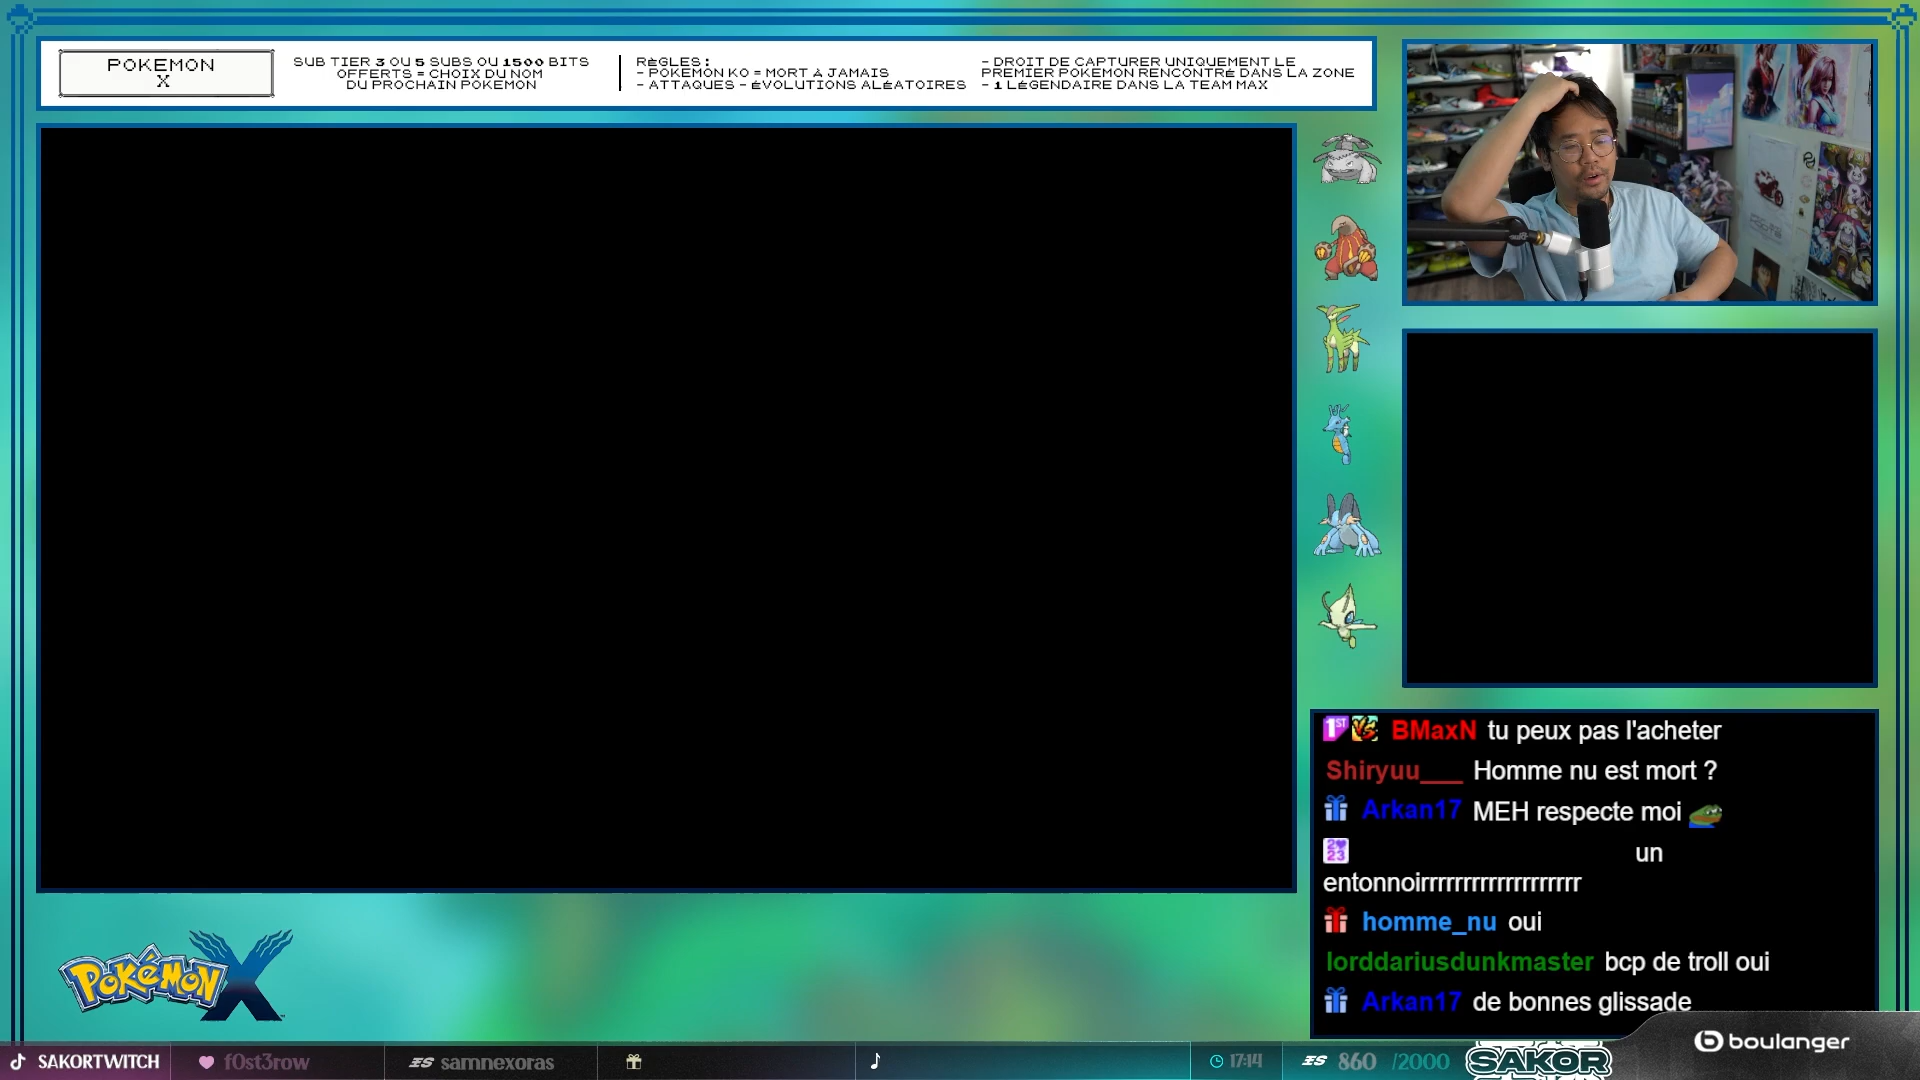 POKEMON
X
SUB TIER 3 OU 5 SUBS OU 1500 BITS
OFFERTS = CHOIX DU NOM
DU PROCHAIN POKEMON
RÈGLES :
- POKEMON KO = MORT À JAMAIS
- ATTAQUES - ÉVOLUTIONS ALÉATOIRES
- DROIT DE CAPTURER UNIQUEMENT LE
PREMIER POKEMON RENCONTRÉ DANS LA ZONE
- 1 LÉGENDAIRE DANS LA TEAM MAX
1ST VS BMaxN tu peux pas l'acheter
Shiryuu___ Homme nu est mort ?
Arkan17 MEH respecte moi
2 23 un
entonnoirrrrrrrrrrrrrrrrrrr
homme_nu oui
lorddariusdunkmaster bcp de troll oui
Arkan17 de bonnes glissade
POKéMON X
SAKORTWITCH
f0st3row
samnexoras
17:14
860 /2000
SAKOR
boulanger